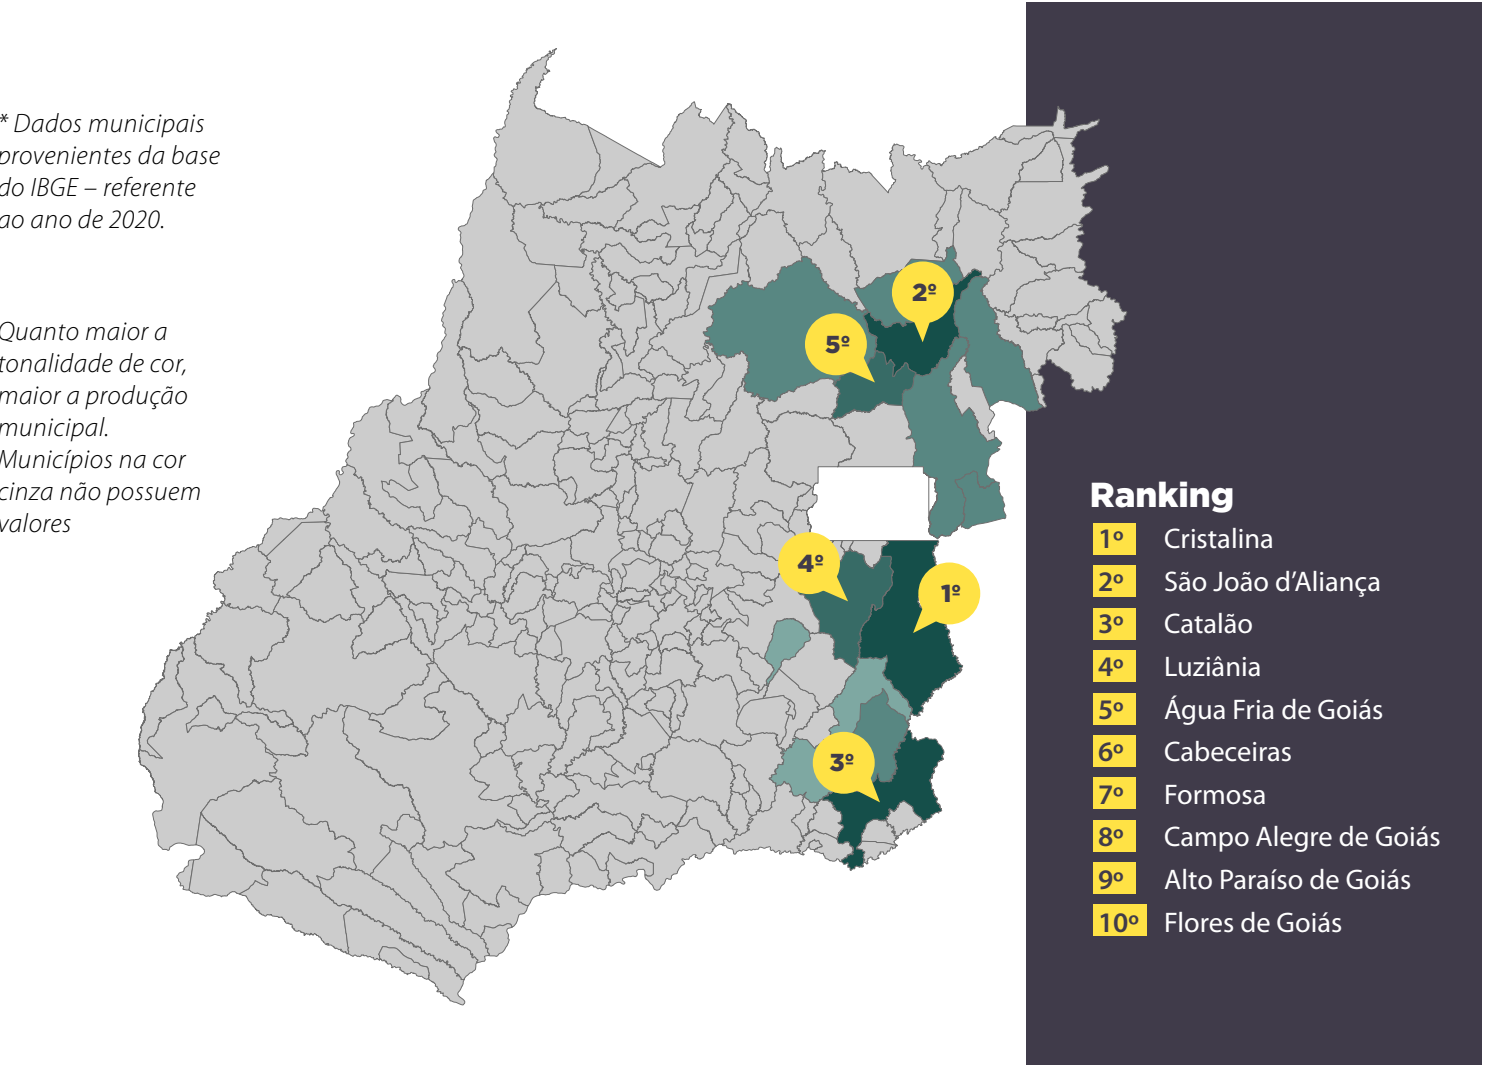 * Dados municipais
provenientes da base
do IBGE – referente
ao ano de 2020.
Quanto maior a
tonalidade de cor,
maior a produção
municipal.
Municípios na cor
cinza não possuem
valores
2º
5º
4º
1º
3º
Ranking
1º Cristalina
2º São João d’Aliança
3º Catalão
4º Luziânia
5º Água Fria de Goiás
6º Cabeceiras
7º Formosa
8º Campo Alegre de Goiás
9º Alto Paraíso de Goiás
10º Flores de Goiás